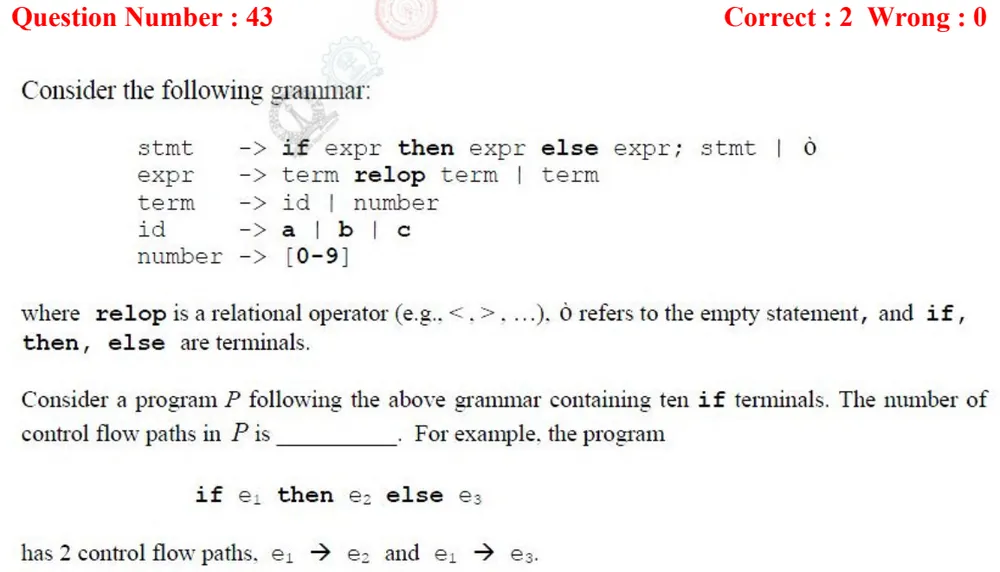 Question Number : 43 Correct : 2 Wrong : 0
Consider the following grammar:
stmt -> if expr then expr else expr; stmt | ò
expr -> term relop term | term
term -> id | number
id -> a | b | c
number -> [0-9]
where relop is a relational operator (e.g., < , > , …), ò refers to the empty statement, and if,
then, else are terminals.
Consider a program P following the above grammar containing ten if terminals. The number of
control flow paths in P is __________. For example, the program
if e₁ then e₂ else e₃
has 2 control flow paths, e₁ → e₂ and e₁ → e₃.